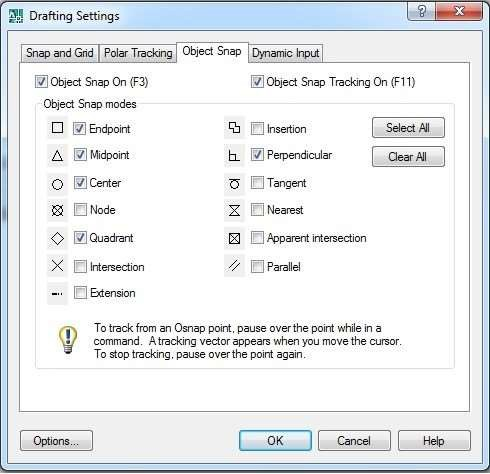 Drafting Settings
Snap and Grid Polar Tracking Object Snap Dynamic Input
Object Snap On (F3) Object Snap Tracking On (F11)
Object Snap modes
Endpoint Insertion Select All
Midpoint Perpendicular Clear All
Center Tangent
Node Nearest
Quadrant Apparent intersection
Intersection Parallel
Extension
To track from an Osnap point, pause over the point while in a
command. A tracking vector appears when you move the cursor.
To stop tracking, pause over the point again.
Options... OK Cancel Help